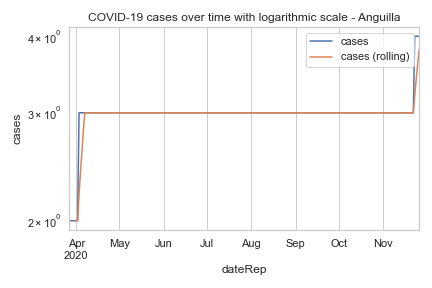 COVID-19 cases over time with logarithmic scale - Anguilla
4 × 10⁰
3 × 10⁰
2 × 10⁰
cases
cases
cases (rolling)
Apr
2020
May
Jun
Jul
Aug
Sep
Oct
Nov
dateRep